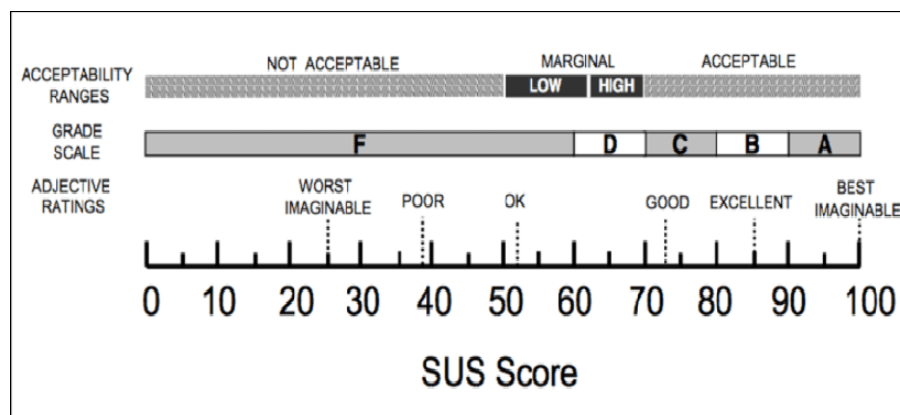 NOT ACCEPTABLE MARGINAL ACCEPTABLE
ACCEPTABILITY
RANGES
LOW HIGH
GRADE
SCALE
F D C B A
ADJECTIVE
RATINGS
WORST
IMAGINABLE
POOR
OK
GOOD
EXCELLENT
BEST
IMAGINABLE
0 10 20 30 40 50 60 70 80 90 100
SUS Score